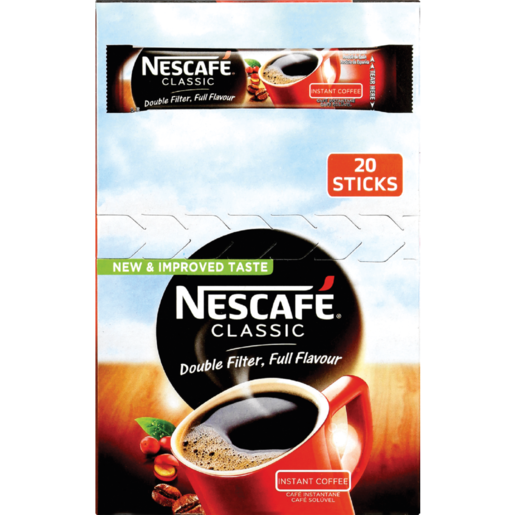 NESCAFÉ®
CLASSIC
Double Filter, Full Flavour
INSTANT COFFEE
TEAR HERE
20
STICKS
NEW & IMPROVED TASTE
NESCAFÉ®
CLASSIC
Double Filter, Full Flavour
INSTANT COFFEE
CAFÉ INSTANTANÉ
CAFÉ SOLÚVEL